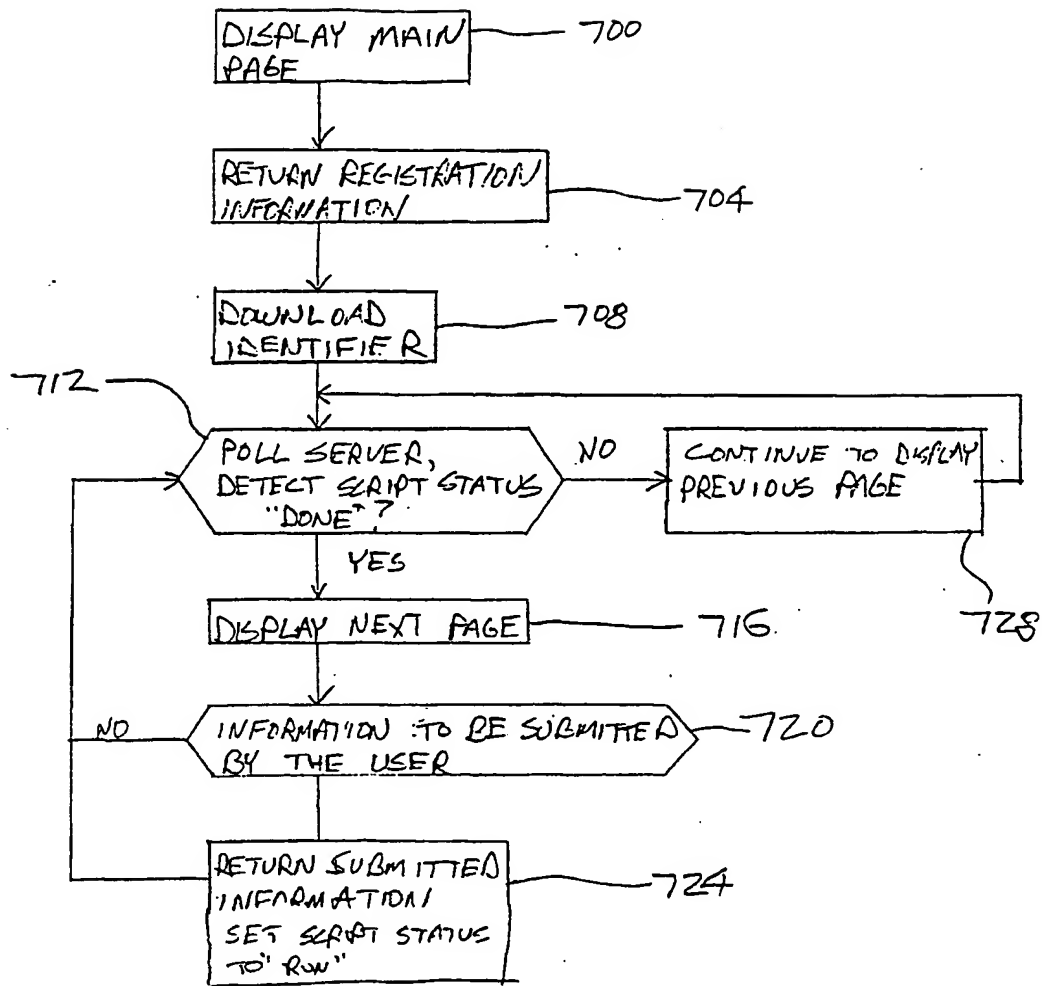 DISPLAY MAIN
PAGE
700
RETURN REGISTRATION
INFORMATION
704
DOWNLOAD
IDENTIFIER
708
712
POLL SERVER,
DETECT SCRIPT STATUS
"DONE"?
NO
CONTINUE TO DISPLAY
PREVIOUS PAGE
728
YES
DISPLAY NEXT PAGE
716
NO
INFORMATION TO BE SUBMITTED
BY THE USER
720
RETURN SUBMITTED
INFORMATION
SET SCRIPT STATUS
TO "RUN"
724